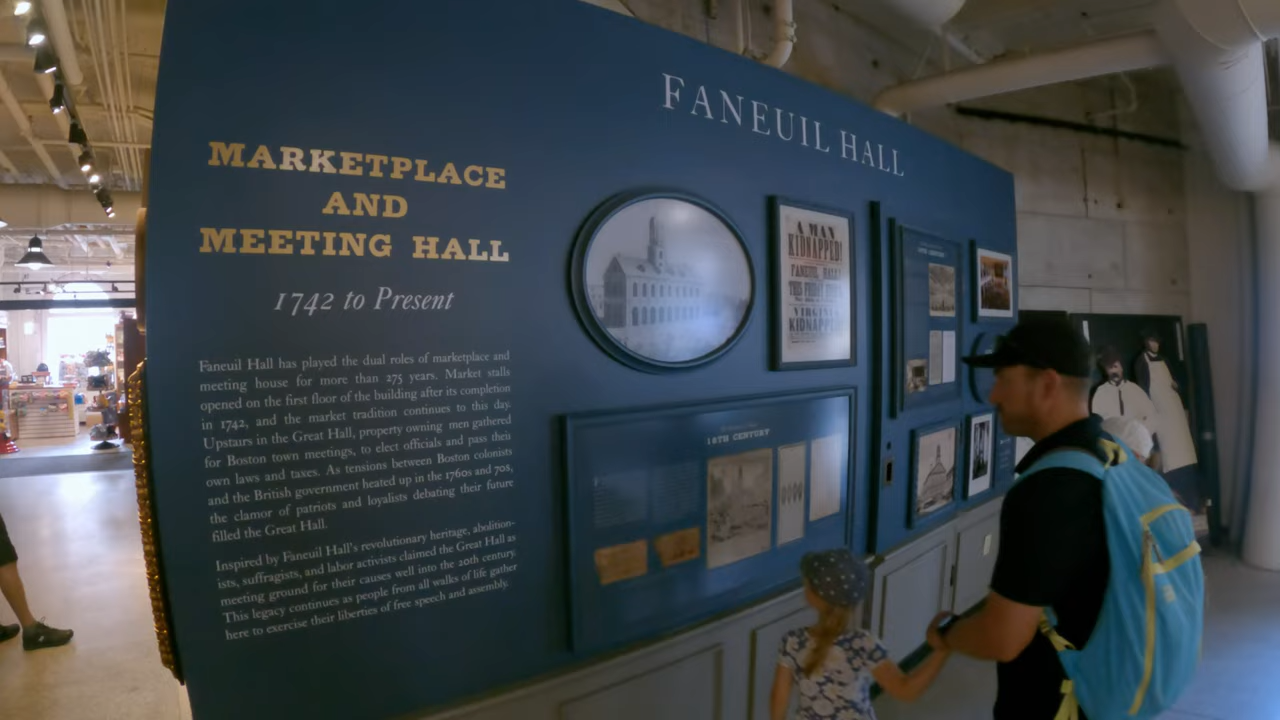 FANEUIL HALL
MARKETPLACE
AND
MEETING HALL
1742 to Present
Faneuil Hall has played the dual roles of marketplace and
meeting house for more than 275 years. Market stalls
opened on the first floor of the building after its completion
in 1742, and the market tradition continues to this day.
Upstairs in the Great Hall, property owning men gathered
for Boston town meetings, to elect officials and pass their
own laws and taxes. As tensions between Boston colonists
and the British government heated up in the 1760s and 70s,
the clamor of patriots and loyalists debating their future
filled the Great Hall.
Inspired by Faneuil Hall's revolutionary heritage, abolition-
ists, suffragists, and labor activists claimed the Great Hall as
meeting ground for their causes well into the 20th century.
This legacy continues as people from all walks of life gather
here to exercise their liberties of free speech and assembly.
A MAN
KIDNAPPED!
FANEUIL HALL
THIS FRIDAY
VIRGINIA
KIDNAPPER
18TH CENTURY